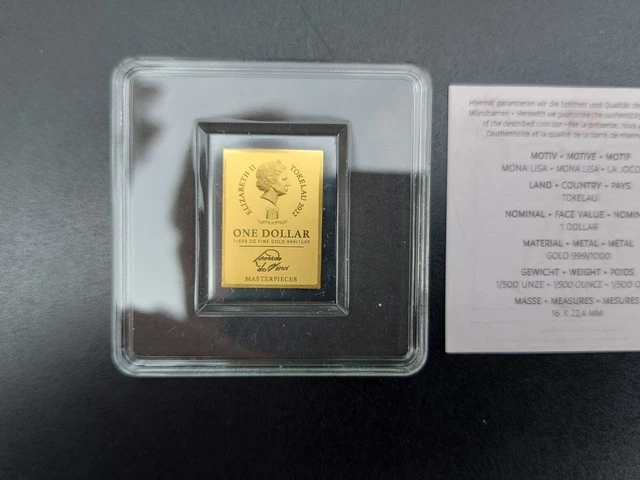 ELIZABETH II TOKELAU 2022
ONE DOLLAR
1/500 OZ FINE GOLD 999/1000
Leonardo
da Vinci
MASTERPIECES
Hiermit garantieren wir die Echtheit und Qualität de
Münzbarren • Herewith we guarantee the authenticity
of the described coin bar • Par la présente, nous
l'authenticité et la qualité de la barre de
MOTIV • MOTIVE • MOTIF
MONA LISA • MONA LISA • LA JOCO
LAND • COUNTRY • PAYS
TOKELAU
NOMINAL • FACE VALUE • NOMIN
1 DOLLAR
MATERIAL • METAL • MÉTAL
GOLD 999/1000
GEWICHT • WEIGHT • POIDS
1/500 UNZE • 1/500 OUNCE • 1/500 O
MASSE • MEASURES • MESURES
16 X 22,4 MM